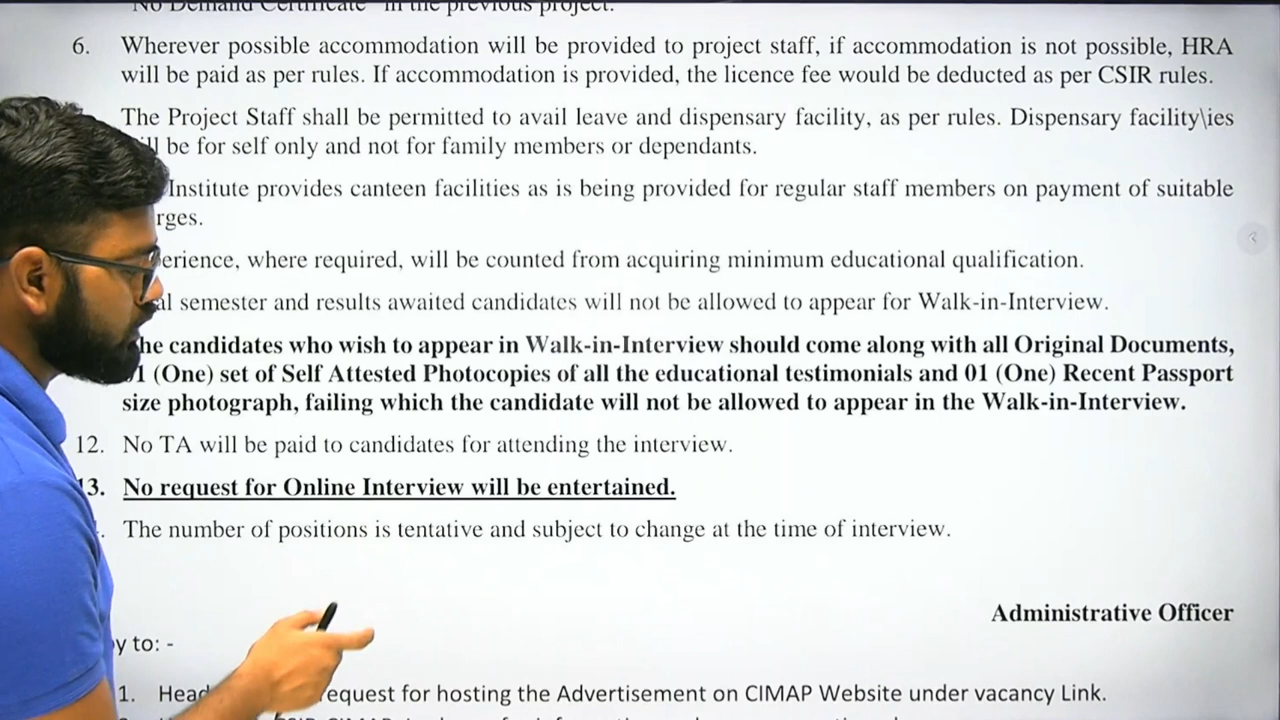 No Demand Certificate" in the previous project.
6. Wherever possible accommodation will be provided to project staff, if accommodation is not possible, HRA
will be paid as per rules. If accommodation is provided, the licence fee would be deducted as per CSIR rules.
The Project Staff shall be permitted to avail leave and dispensary facility, as per rules. Dispensary facility\ies
be for self only and not for family members or dependants.
Institute provides canteen facilities as is being provided for regular staff members on payment of suitable
rges.
erience, where required, will be counted from acquiring minimum educational qualification.
al semester and results awaited candidates will not be allowed to appear for Walk-in-Interview.
he candidates who wish to appear in Walk-in-Interview should come along with all Original Documents,
01 (One) set of Self Attested Photocopies of all the educational testimonials and 01 (One) Recent Passport
size photograph, failing which the candidate will not be allowed to appear in the Walk-in-Interview.
12. No TA will be paid to candidates for attending the interview.
13. No request for Online Interview will be entertained.
The number of positions is tentative and subject to change at the time of interview.
Administrative Officer
y to: -
1. Head equest for hosting the Advertisement on CIMAP Website under vacancy Link.